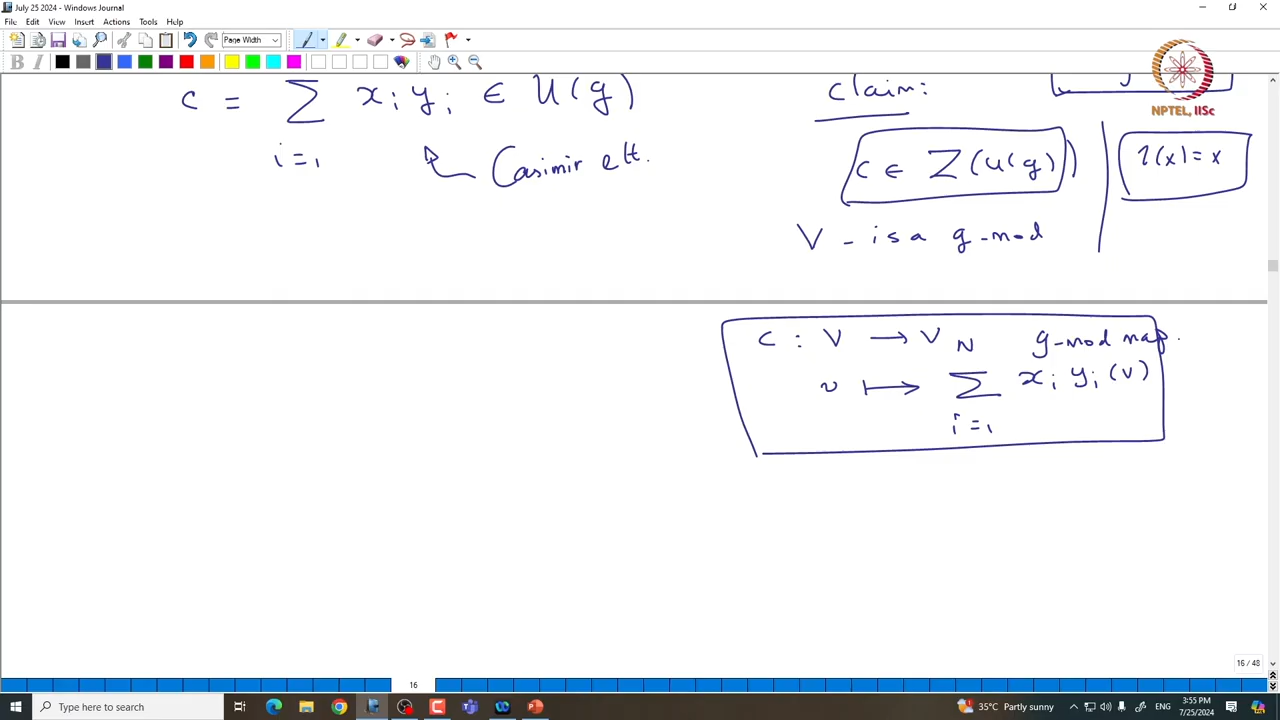 July 25 2024 - Windows Journal
File Edit View Insert Actions Tools Help
Page Width
B I
c = Σ x_i y_i ∈ U(g)
i=1
Casimir elt.
Claim:
c ∈ Z(U(g))
ι(x)=x
V - is a g-mod
NPTEL, IISc
c : V → V g-mod map.
N
v ↦ Σ x_i y_i (v)
i=1
16 / 48
16
Type here to search
35°C Partly sunny
ENG
3:55 PM
7/25/2024